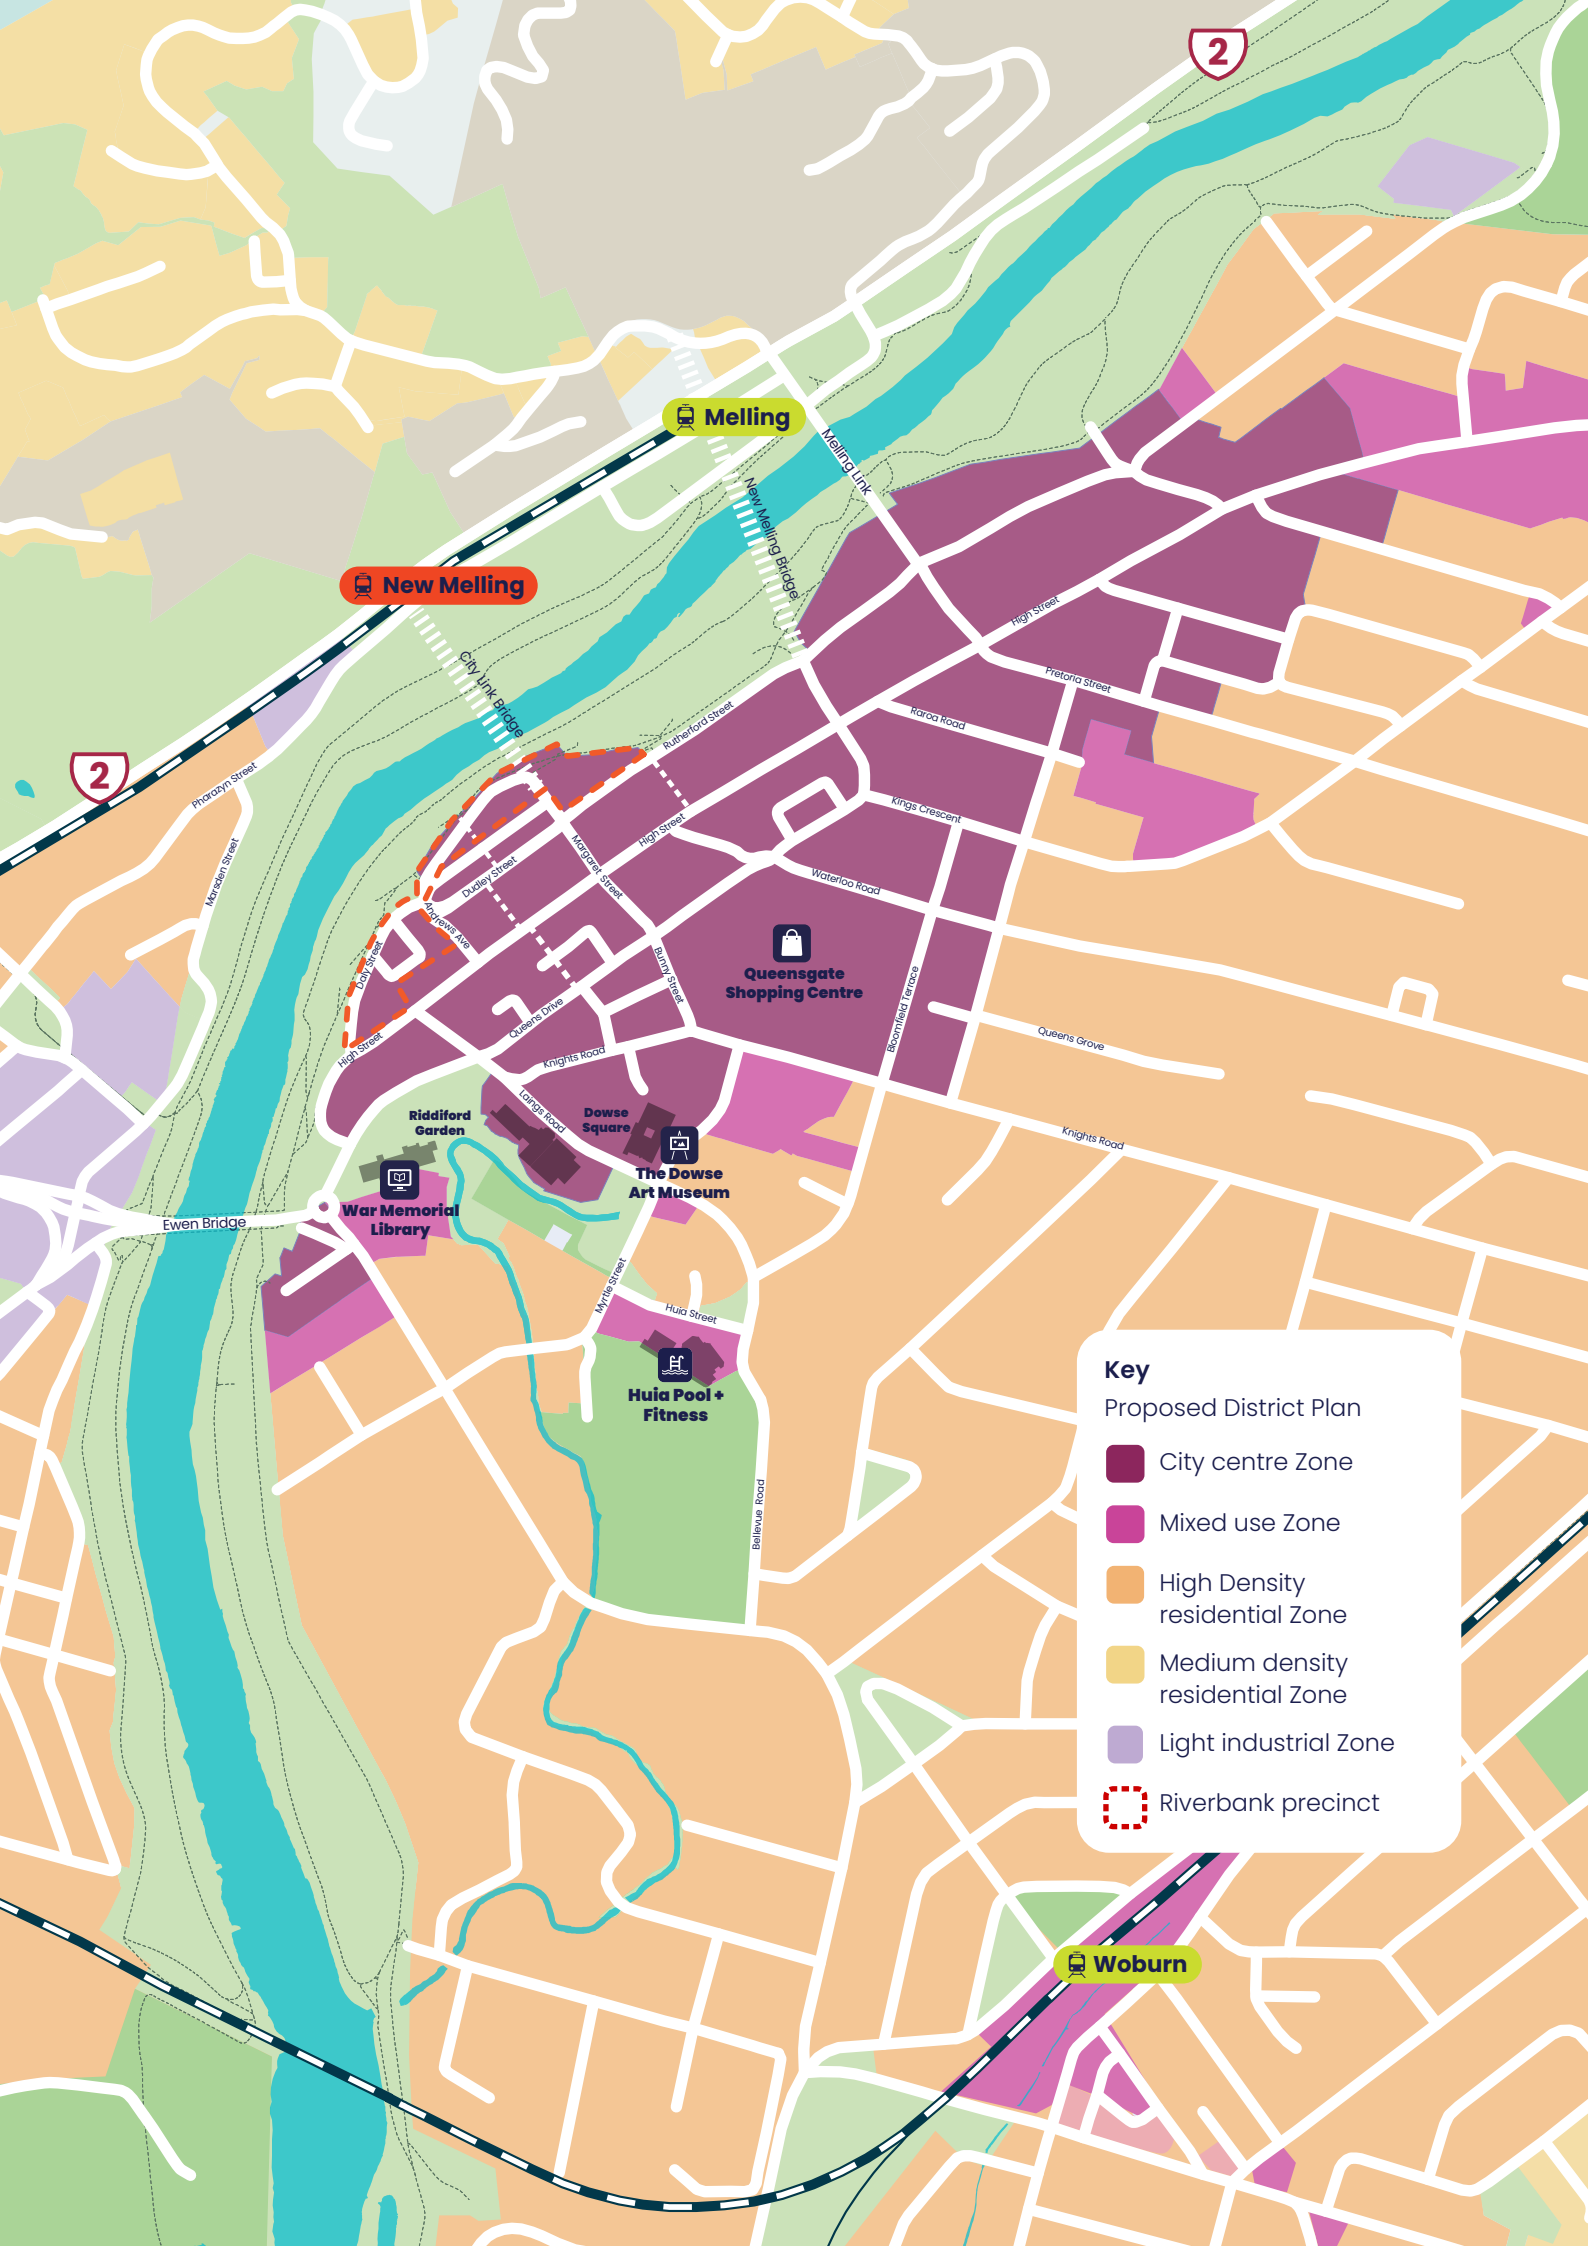 2
Melling
Melling Link
New Melling Bridge
New Melling
High Street
City Link Bridge
Pretoria Street
Raroa Road
Rutherford Street
2
Pharazyn Street
Kings Crescent
High Street
Marsden Street
Margaret Street
Dudley Street
Waterloo Road
Andrews Ave
Daly Street
Bunny Street
Queensgate
Shopping Centre
Bloomfield Terrace
Queens Drive
High Street
Knights Road
Queens Grove
Laings Road
Riddiford
Garden
Dowse
Square
Knights Road
The Dowse
Art Museum
War Memorial
Library
Ewen Bridge
Myrtle Street
Huia Street
Huia Pool +
Fitness
Bellevue Road
Key
Proposed District Plan
City centre Zone
Mixed use Zone
High Density
residential Zone
Medium density
residential Zone
Light industrial Zone
Riverbank precinct
Woburn